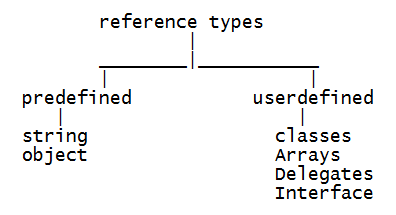 reference types
predefined userdefined
string classes
object Arrays
Delegates
Interface